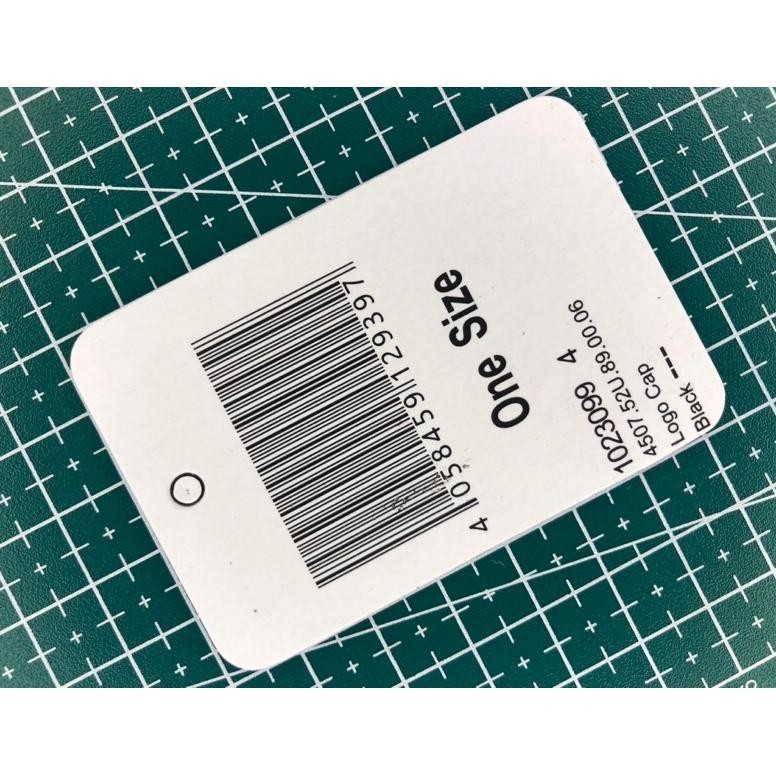 4 058459 129397
One Size
1023099 4
4507.52U.89.00.06
Logo Cap
Black ---